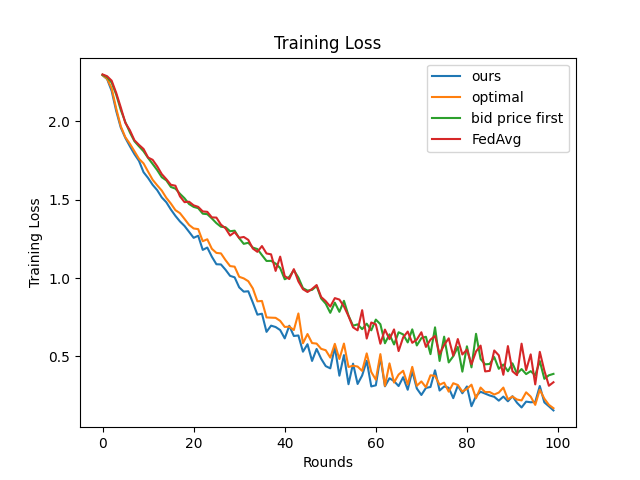 Training Loss
ours
optimal
bid price first
FedAvg
Training Loss
2.0
1.5
1.0
0.5
0
20
40
60
80
100
Rounds